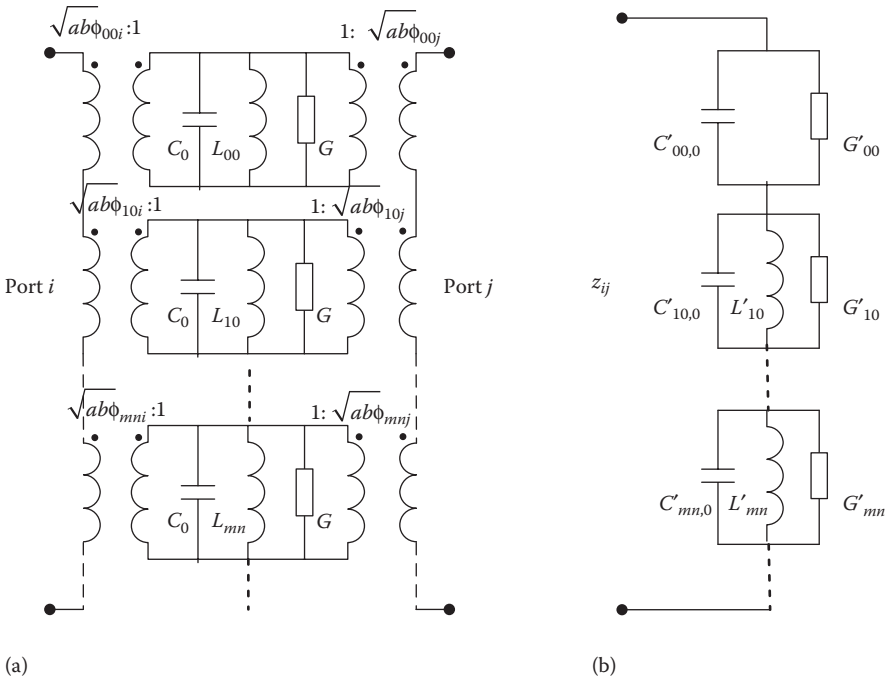 √abϕ₀₀ᵢ:1
1: √abϕ₀₀ⱼ
C₀ L₀₀ G
C′₀₀,₀ G′₀₀
√abϕ₁₀ᵢ:1
1: √abϕ₁₀ⱼ
Port i
C₀ L₁₀ G
Port j
zᵢⱼ
C′₁₀,₀ L′₁₀ G′₁₀
√abϕₘₙᵢ:1
1: √abϕₘₙⱼ
C₀ Lₘₙ G
C′ₘₙ,₀ L′ₘₙ G′ₘₙ
(a)
(b)